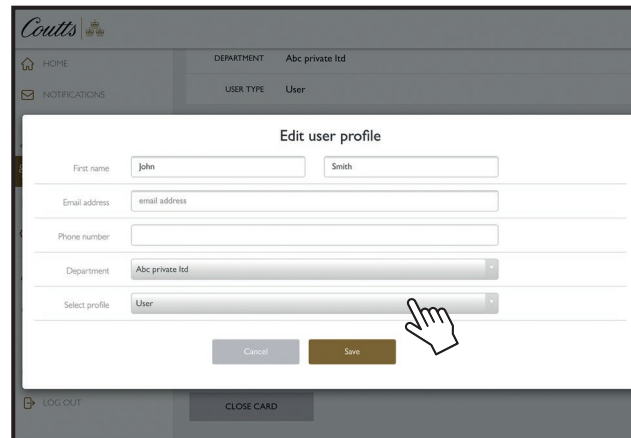 Coutts
HOME
DEPARTMENT Abc private ltd
NOTIFICATIONS
USER TYPE User
Edit user profile
First name John Smith
Email address email address
Phone number
Department Abc private ltd
Select profile User
Cancel Save
LOG OUT
CLOSE CARD